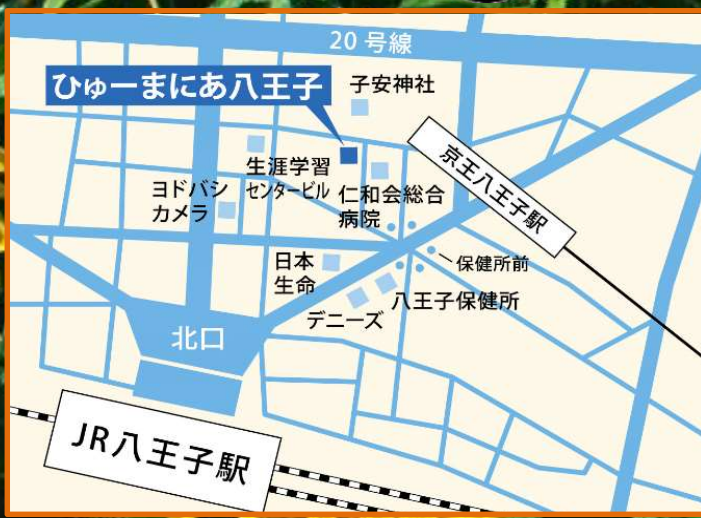 20号線
ひゅーまにあ八王子
子安神社
京王八王子駅
生涯学習
センタービル
仁和会総合
病院
ヨドバシ
カメラ
保健所前
日本
生命
八王子保健所
デニーズ
北口
JR八王子駅